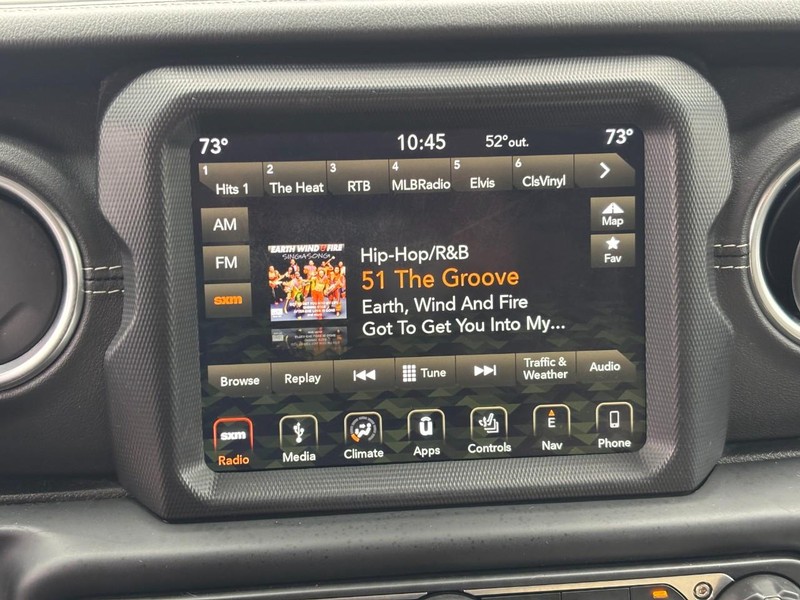 73° 10:45 52°out. 73°
1 Hits 1 2 The Heat 3 RTB 4 MLBRadio 5 Elvis 6 ClsVinyl
AM
Map
FM
Fav
sxm
EARTH WIND & FIRE
SING A SONG
Hip-Hop/R&B
51 The Groove
Earth, Wind And Fire
Got To Get You Into My...
Browse Replay Tune Traffic & Weather Audio
sxm E
Radio Media Climate Apps Controls Nav Phone